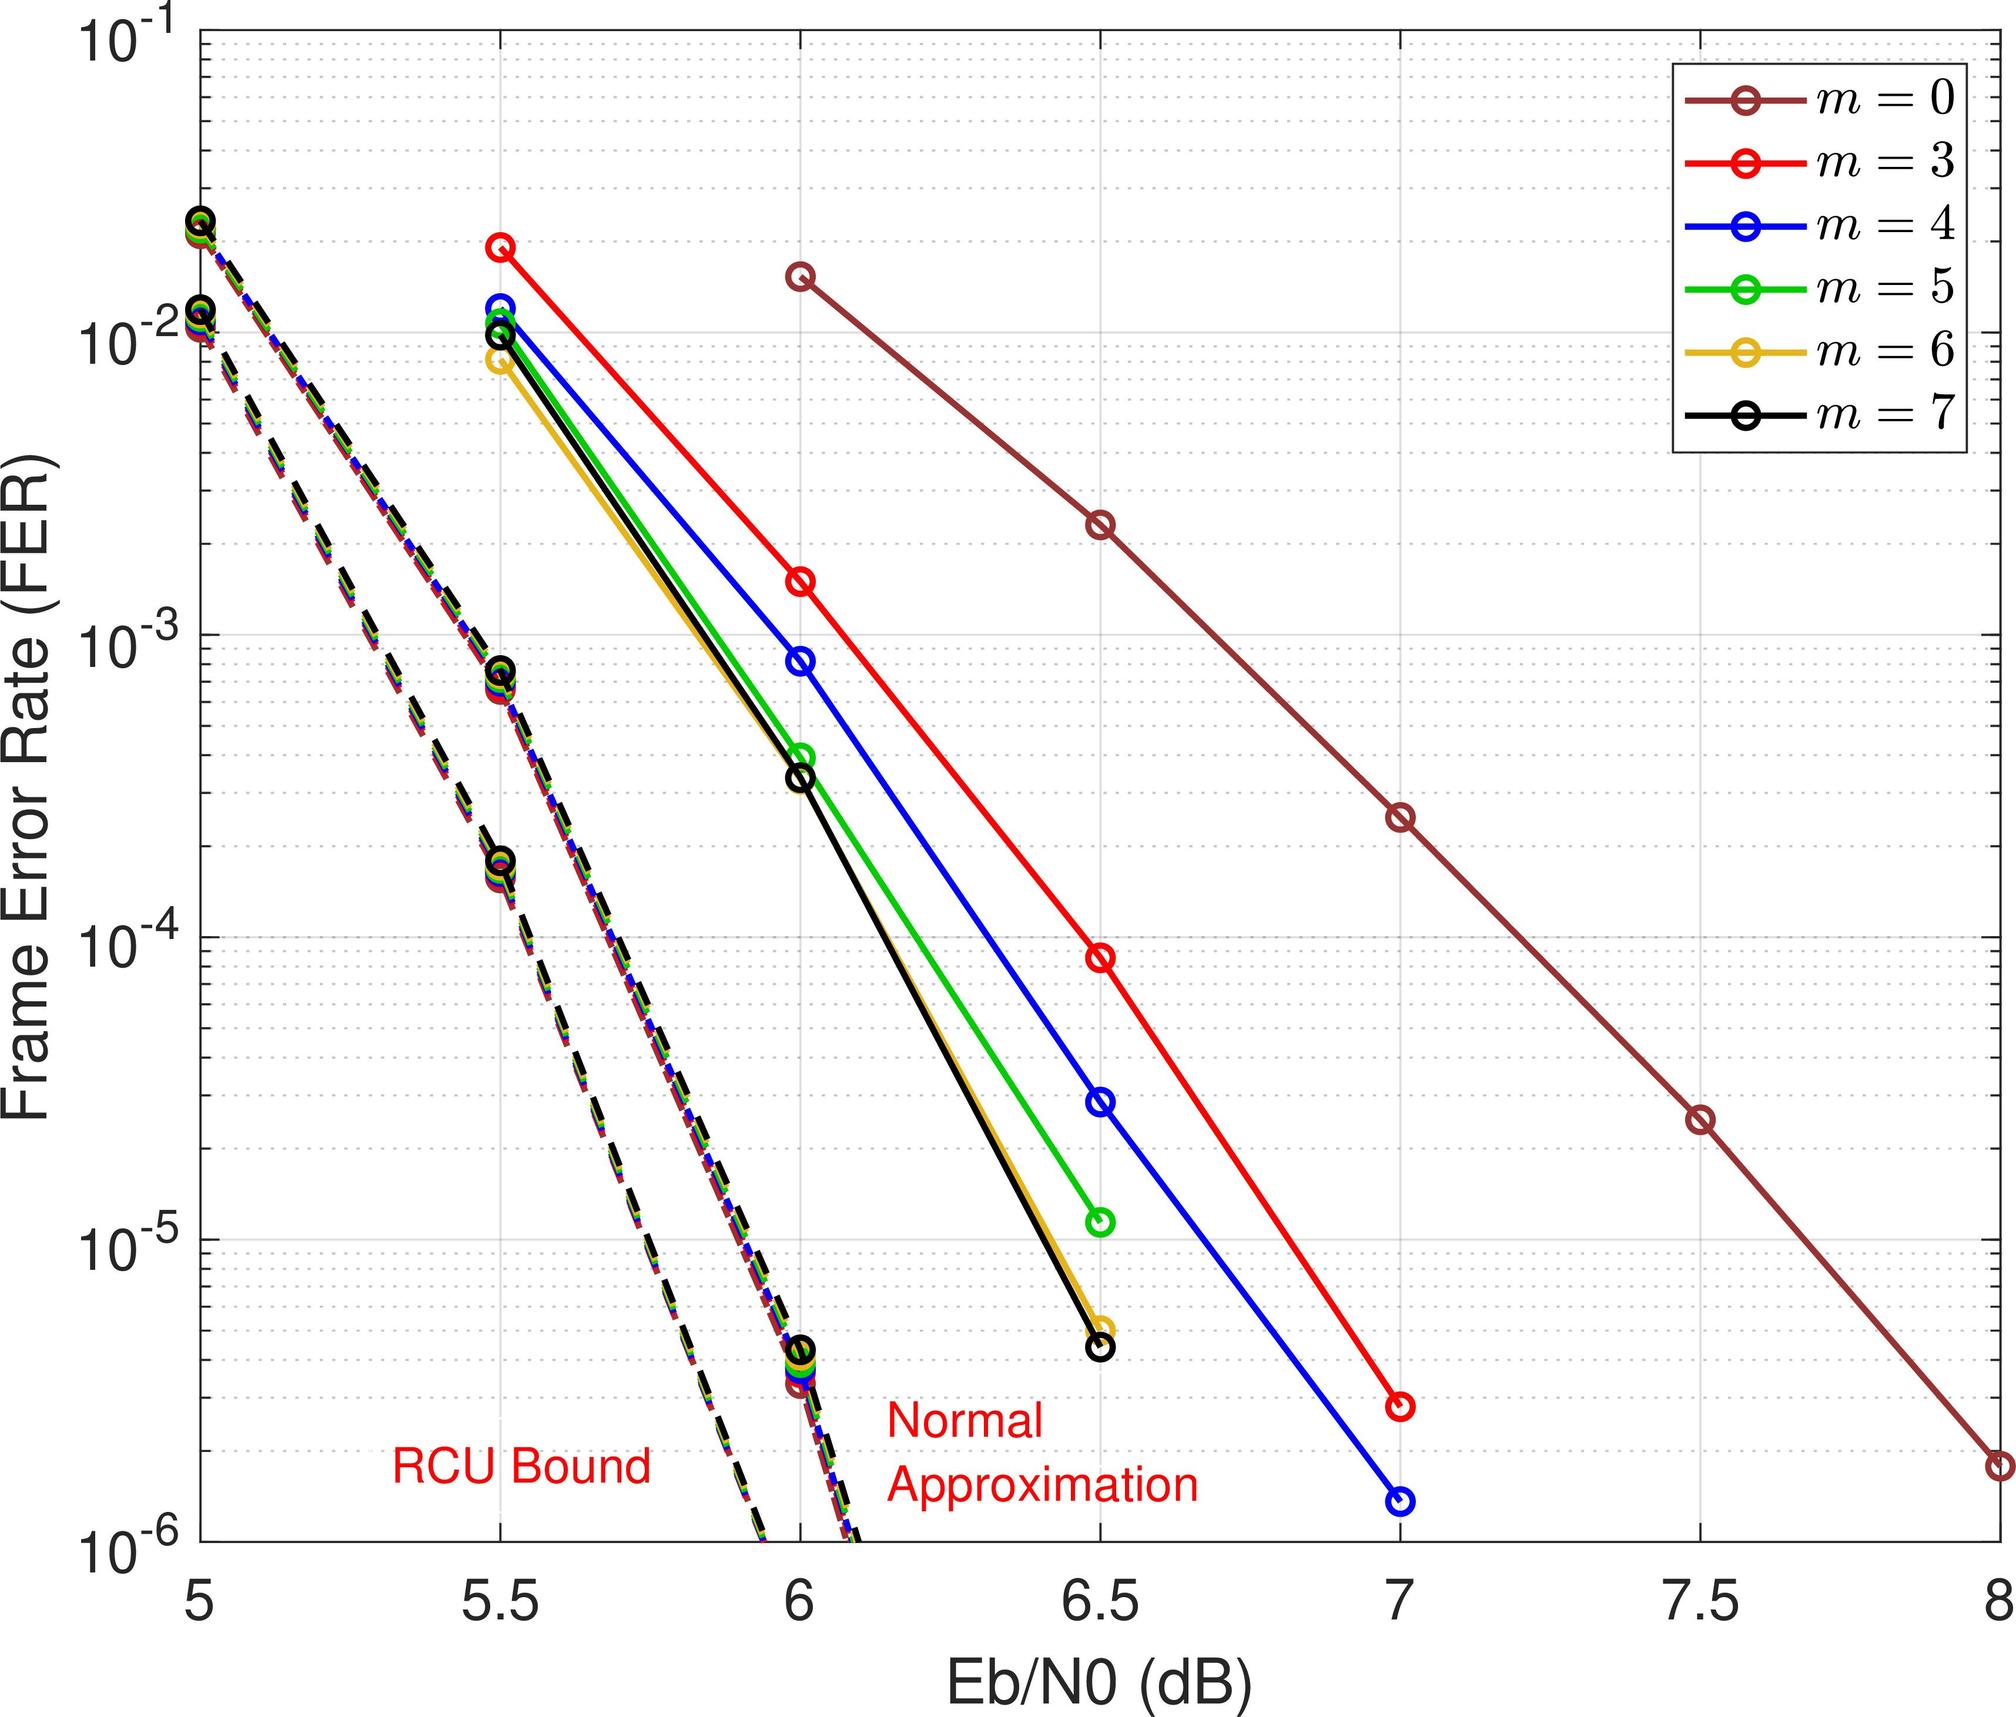 10^-1
10^-2
10^-3
10^-4
10^-5
10^-6
Frame Error Rate (FER)
m = 0
m = 3
m = 4
m = 5
m = 6
m = 7
RCU Bound
Normal
Approximation
5 5.5 6 6.5 7 7.5 8
Eb/N0 (dB)